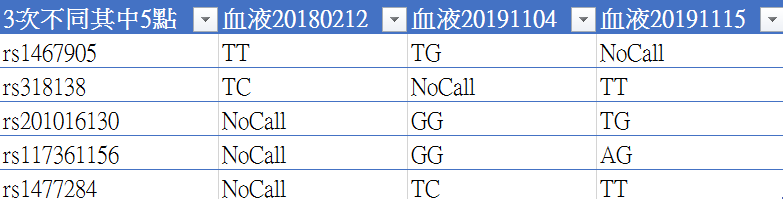 3次不同其中5點 血液20180212 血液20191104 血液20191115
rs1467905 TT TG NoCall
rs318138 TC NoCall TT
rs201016130 NoCall GG TG
rs117361156 NoCall GG AG
rs1477284 NoCall TC TT